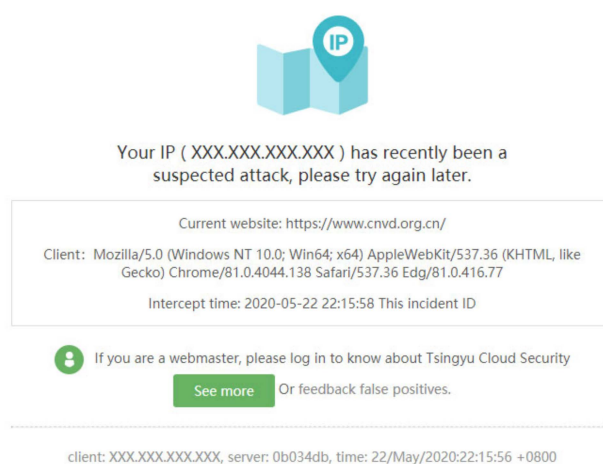 IP
Your IP ( XXX.XXX.XXX.XXX ) has recently been a
suspected attack, please try again later.
Current website: https://www.cnvd.org.cn/
Client: Mozilla/5.0 (Windows NT 10.0; Win64; x64) AppleWebKit/537.36 (KHTML, like
Gecko) Chrome/81.0.4044.138 Safari/537.36 Edg/81.0.416.77
Intercept time: 2020-05-22 22:15:58 This incident ID
If you are a webmaster, please log in to know about Tsingyu Cloud Security
See more Or feedback false positives.
client: XXX.XXX.XXX.XXX, server: 0b034db, time: 22/May/2020:22:15:56 +0800